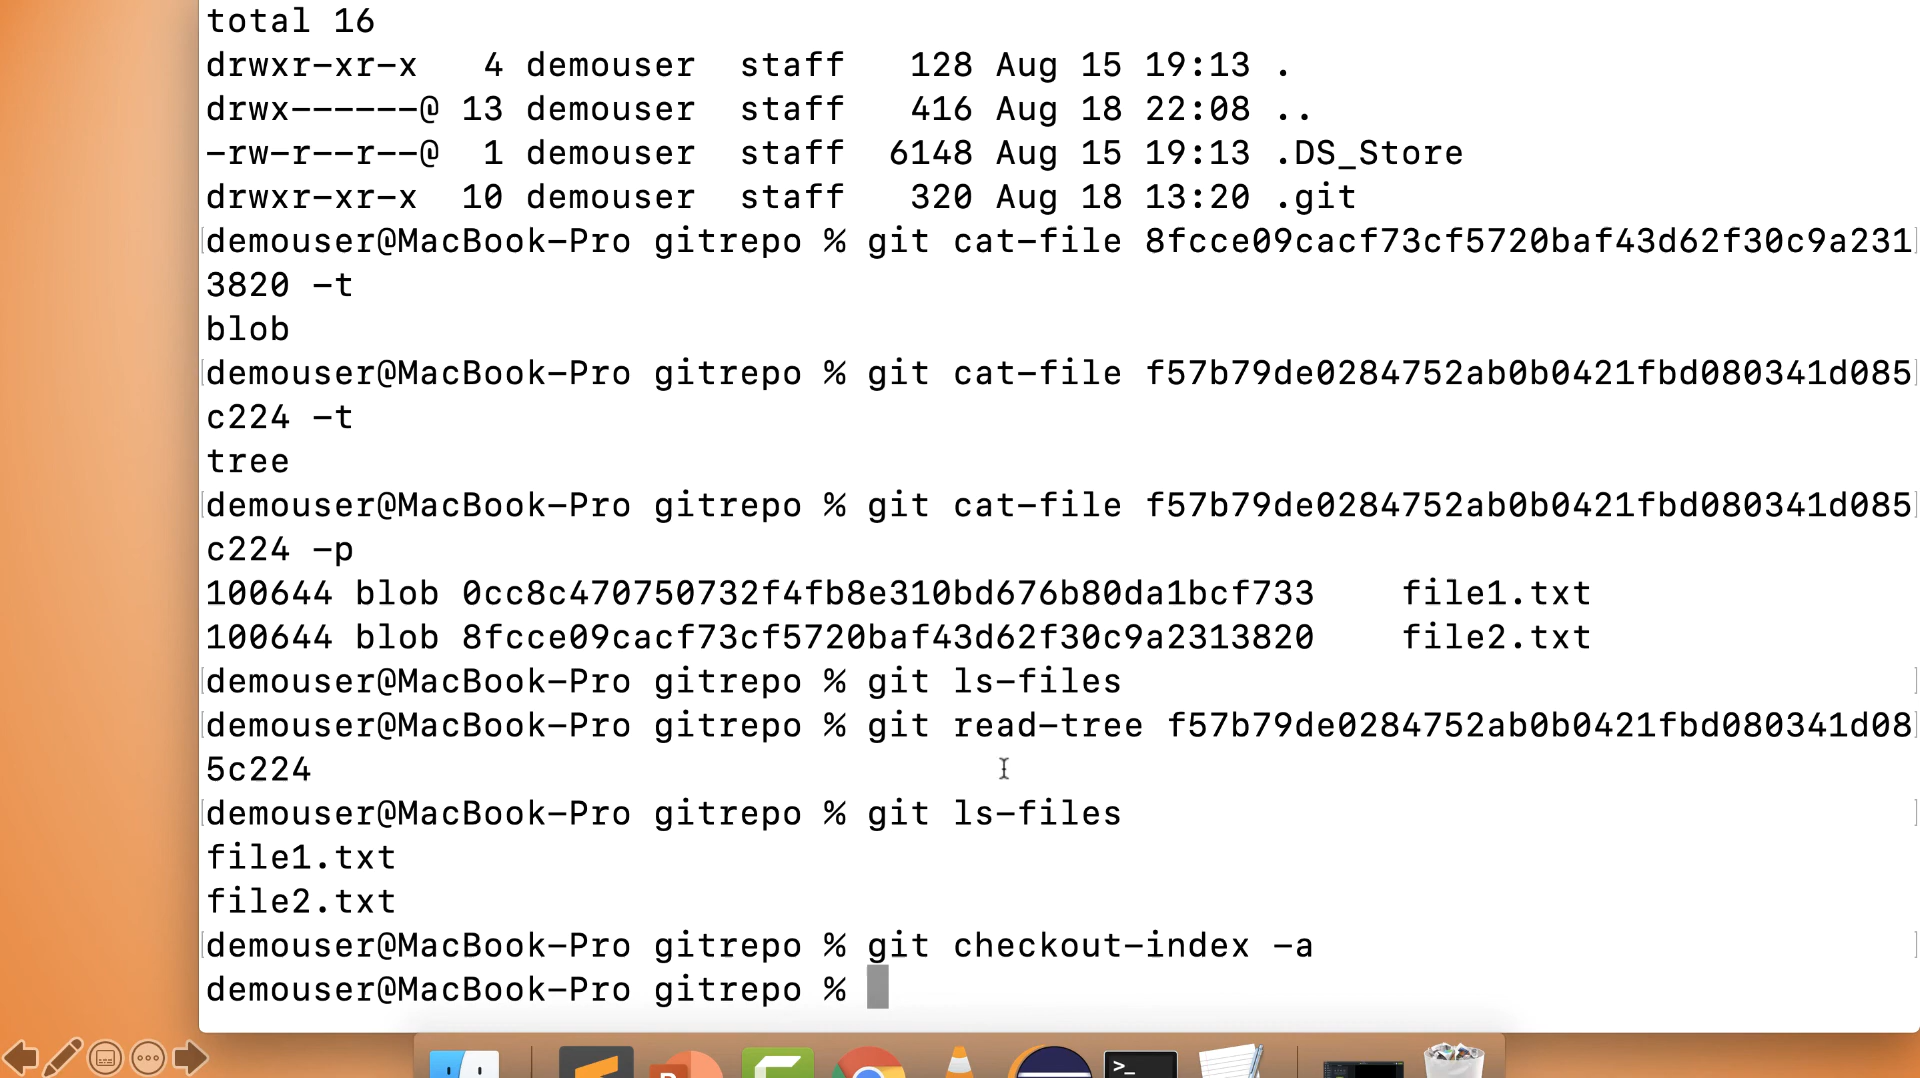 total 16
drwxr-xr-x   4 demouser  staff   128 Aug 15 19:13 .
drwx------@ 13 demouser  staff   416 Aug 18 22:08 ..
-rw-r--r--@  1 demouser  staff  6148 Aug 15 19:13 .DS_Store
drwxr-xr-x  10 demouser  staff   320 Aug 18 13:20 .git
demouser@MacBook-Pro gitrepo % git cat-file 8fcce09cacf73cf5720baf43d62f30c9a231
3820 -t
blob
demouser@MacBook-Pro gitrepo % git cat-file f57b79de0284752ab0b0421fbd080341d085
c224 -t
tree
demouser@MacBook-Pro gitrepo % git cat-file f57b79de0284752ab0b0421fbd080341d085
c224 -p
100644 blob 0cc8c470750732f4fb8e310bd676b80da1bcf733    file1.txt
100644 blob 8fcce09cacf73cf5720baf43d62f30c9a2313820    file2.txt
demouser@MacBook-Pro gitrepo % git ls-files
demouser@MacBook-Pro gitrepo % git read-tree f57b79de0284752ab0b0421fbd080341d08
5c224
demouser@MacBook-Pro gitrepo % git ls-files
file1.txt
file2.txt
demouser@MacBook-Pro gitrepo % git checkout-index -a
demouser@MacBook-Pro gitrepo %